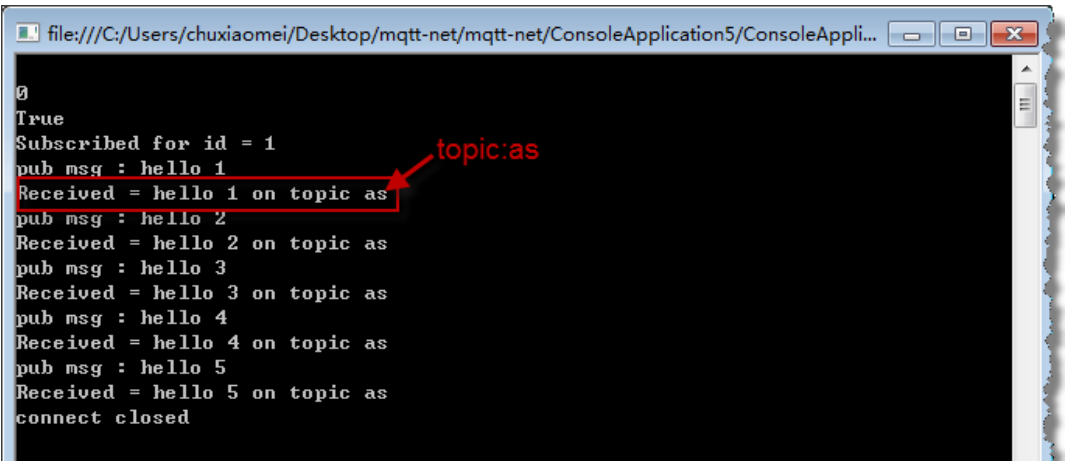 file:///C:/Users/chuxiaomei/Desktop/mqtt-net/mqtt-net/ConsoleApplication5/ConsoleAppli...
0
True
Subscribed for id = 1
topic:as
pub msg : hello 1
Received = hello 1 on topic as
pub msg : hello 2
Received = hello 2 on topic as
pub msg : hello 3
Received = hello 3 on topic as
pub msg : hello 4
Received = hello 4 on topic as
pub msg : hello 5
Received = hello 5 on topic as
connect closed